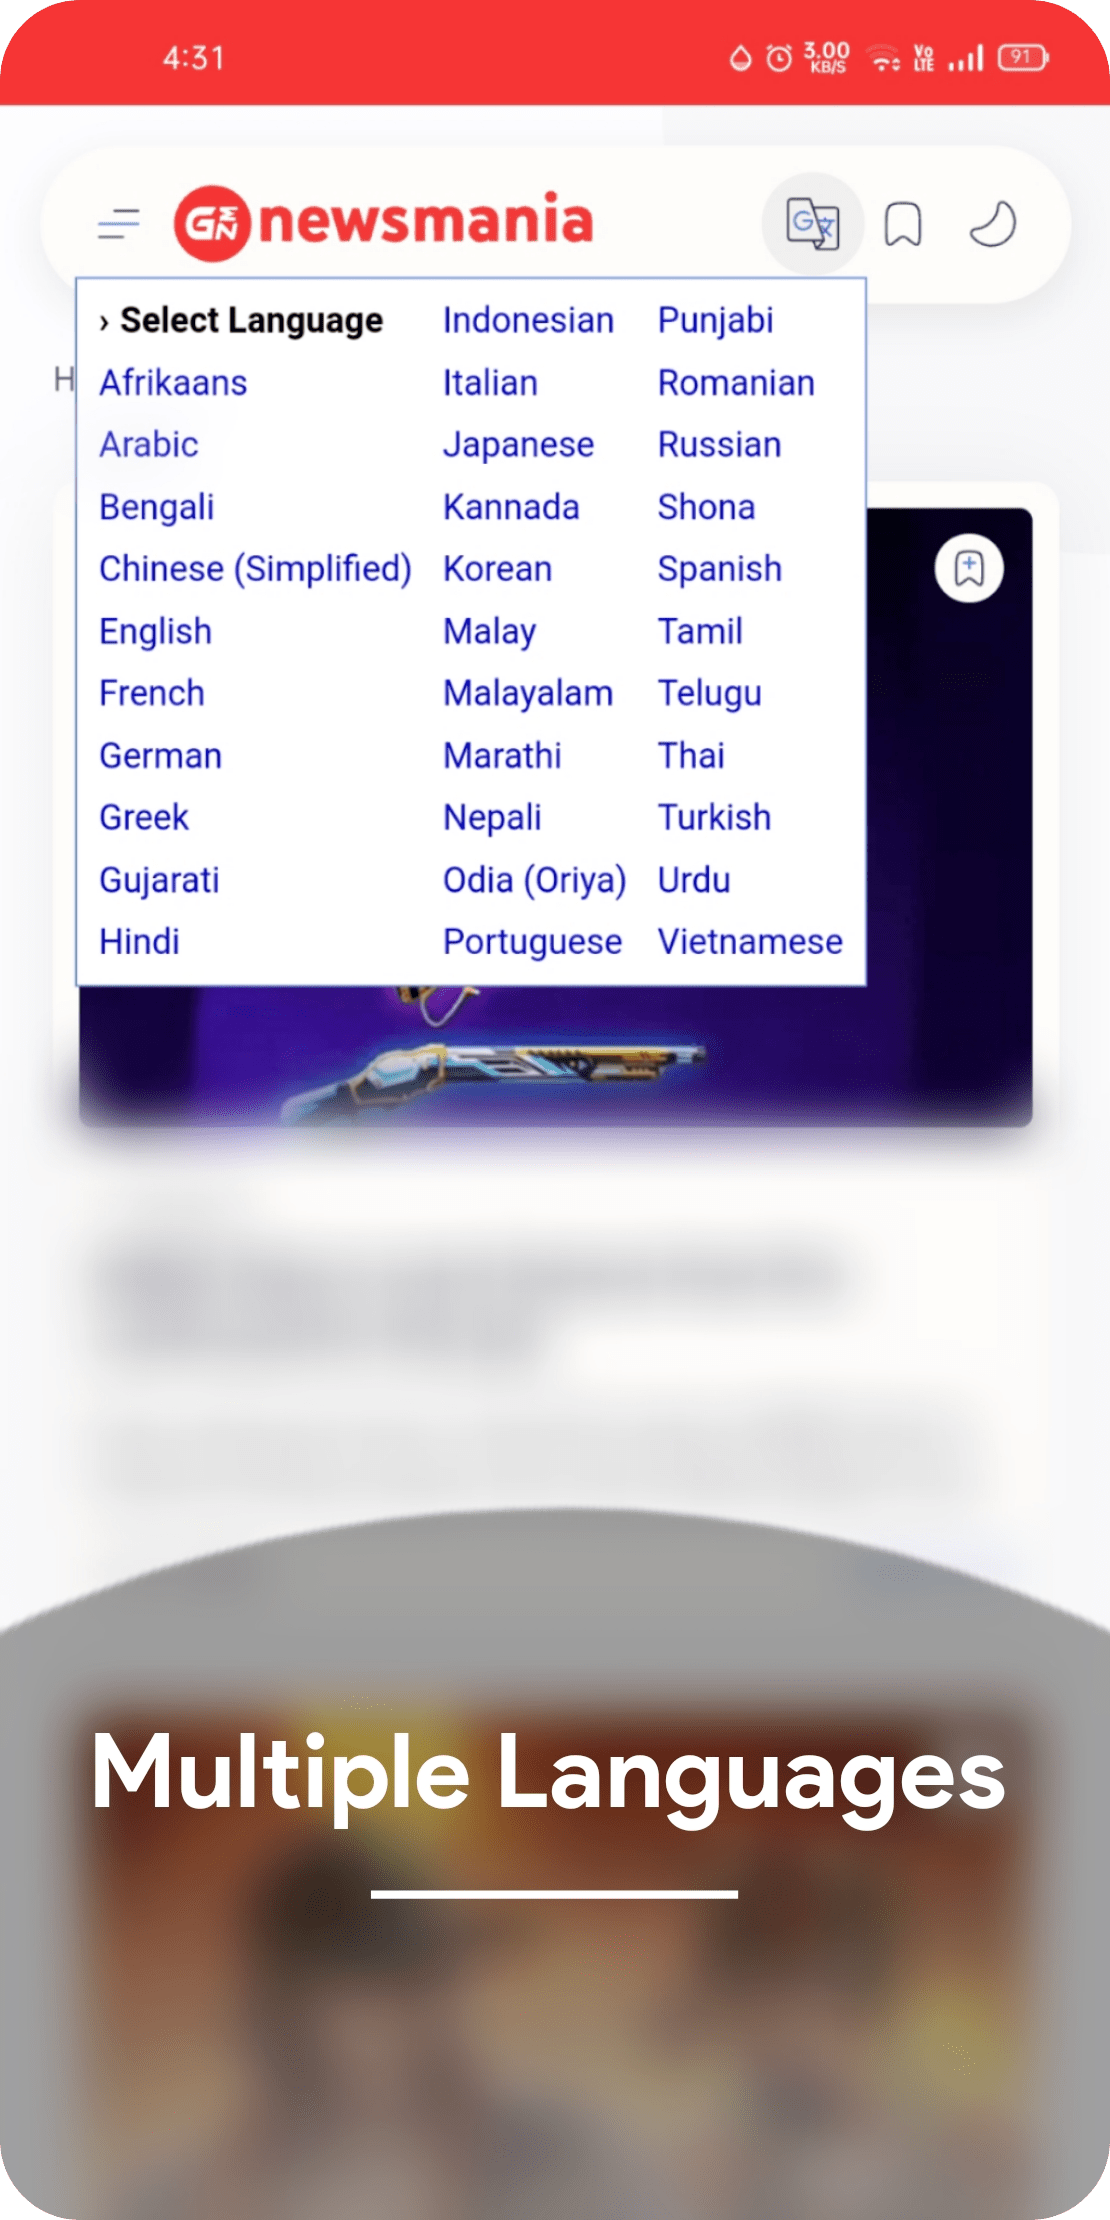 4:31
3.00
KB/S
Vo
LTE
91
GN newsmania
› Select Language
Afrikaans
Arabic
Bengali
Chinese (Simplified)
English
French
German
Greek
Gujarati
Hindi
Indonesian
Italian
Japanese
Kannada
Korean
Malay
Malayalam
Marathi
Nepali
Odia (Oriya)
Portuguese
Punjabi
Romanian
Russian
Shona
Spanish
Tamil
Telugu
Thai
Turkish
Urdu
Vietnamese
H
Multiple Languages